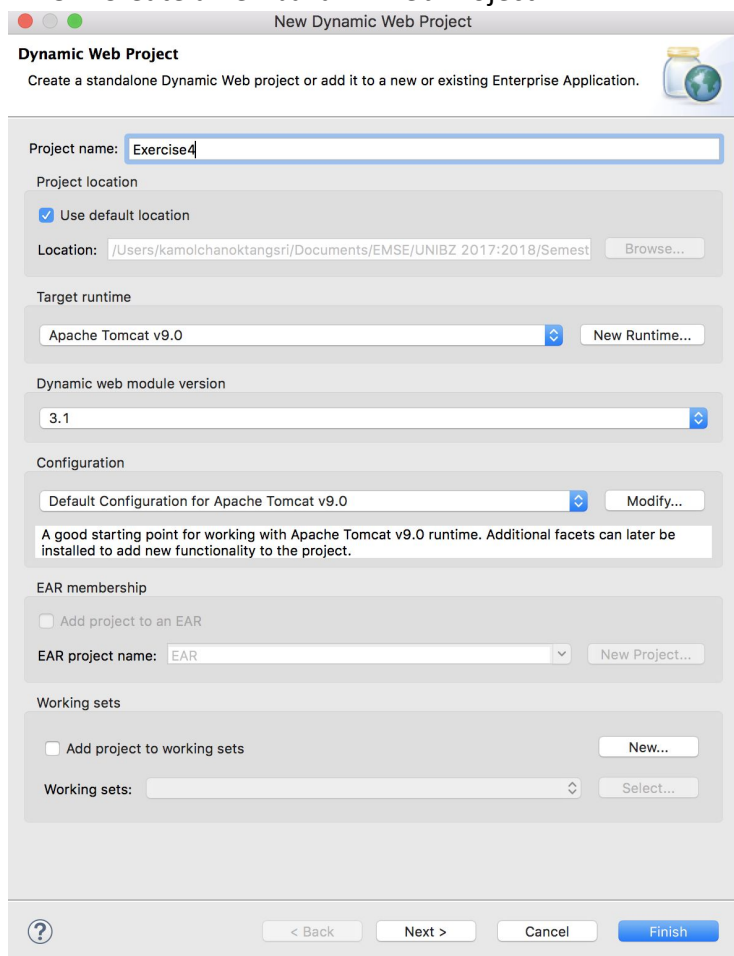 New Dynamic Web Project
Dynamic Web Project
Create a standalone Dynamic Web project or add it to a new or existing Enterprise Application.
Project name: Exercise4
Project location
Use default location
Location: /Users/kamolchanoktangsri/Documents/EMSE/UNIBZ 2017:2018/Semest Browse...
Target runtime
Apache Tomcat v9.0 New Runtime...
Dynamic web module version
3.1
Configuration
Default Configuration for Apache Tomcat v9.0 Modify...
A good starting point for working with Apache Tomcat v9.0 runtime. Additional facets can later be
installed to add new functionality to the project.
EAR membership
Add project to an EAR
EAR project name: EAR New Project...
Working sets
Add project to working sets New...
Working sets: Select...
? < Back Next > Cancel Finish